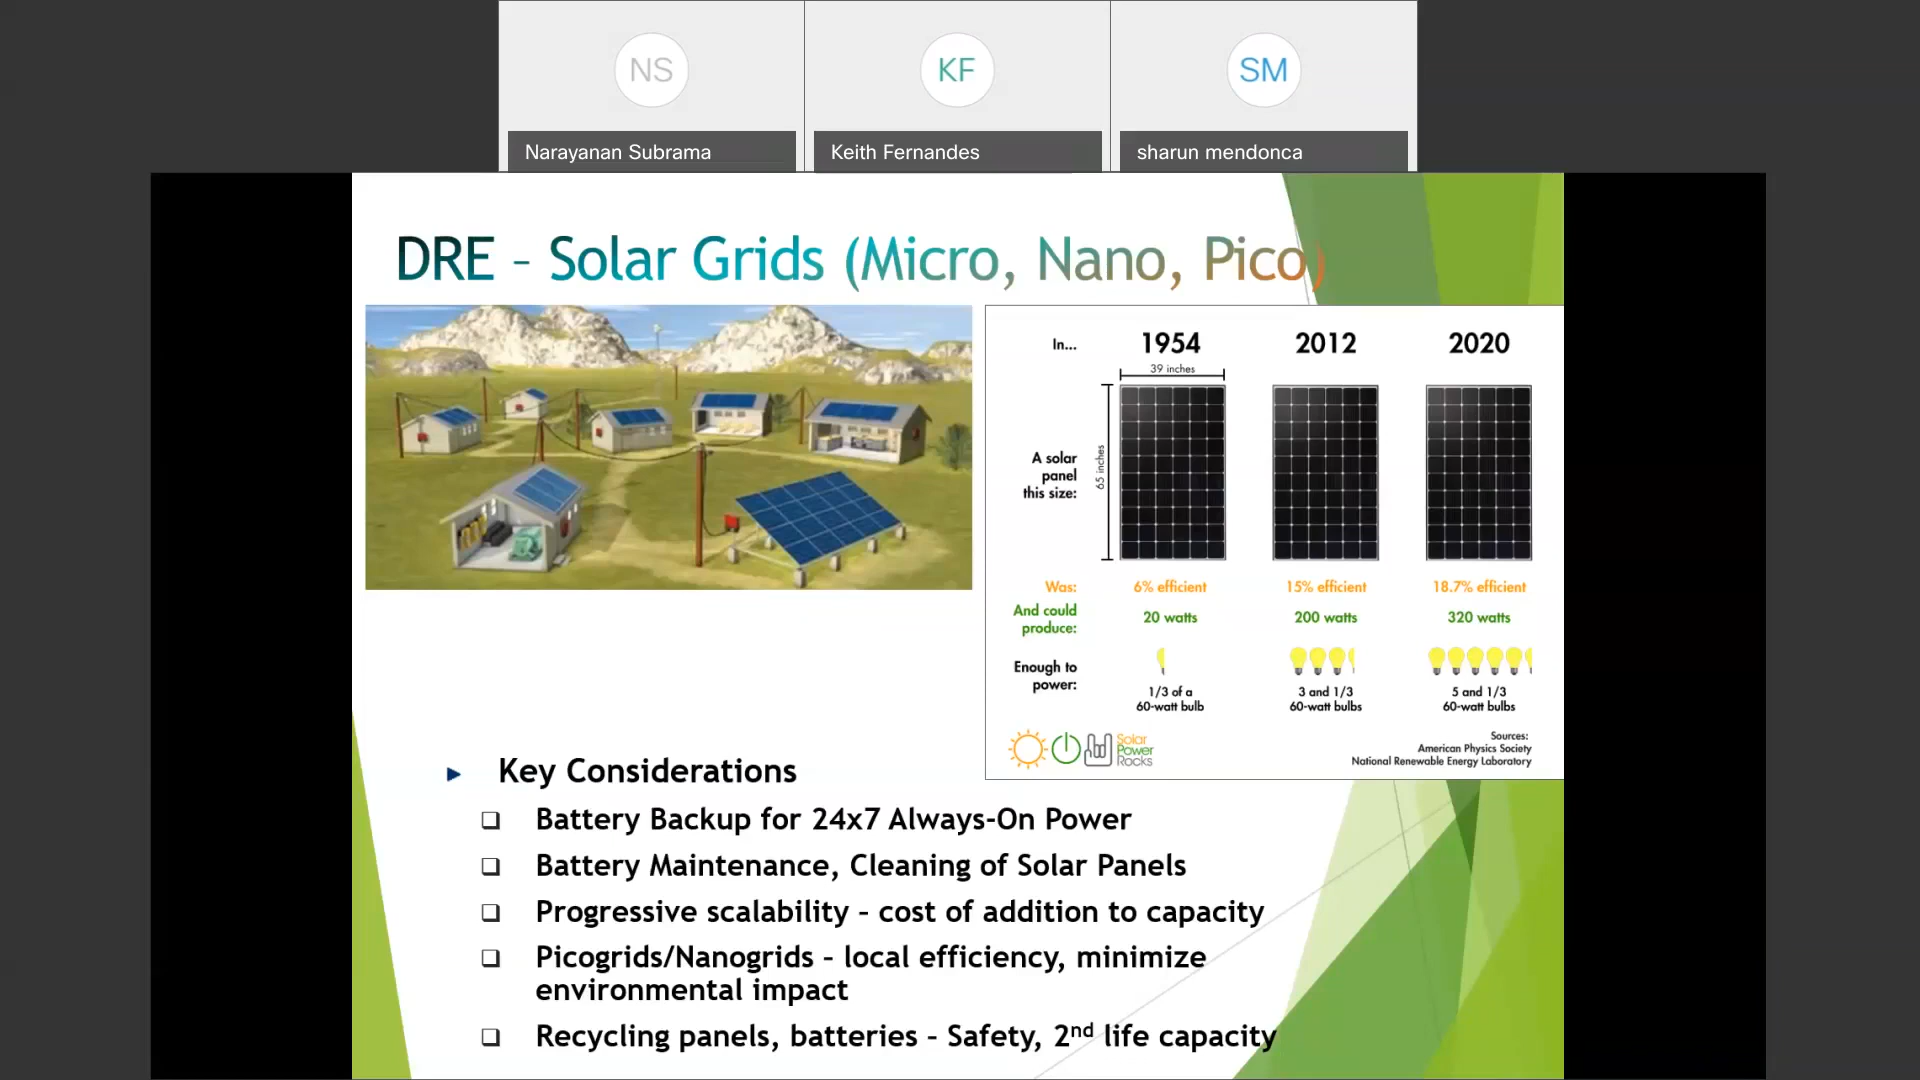 NS
KF
SM
Narayanan Subrama
Keith Fernandes
sharun mendonca
DRE – Solar Grids (Micro, Nano, Pico)
In...
1954
2012
2020
39 inches
A solar
panel
this size:
65 inches
Was:
6% efficient
15% efficient
18.7% efficient
And could
produce:
20 watts
200 watts
320 watts
Enough to
power:
1/3 of a
60-watt bulb
3 and 1/3
60-watt bulbs
5 and 1/3
60-watt bulbs
Solar
Power
Rocks
Sources:
American Physics Society
National Renewable Energy Laboratory
Key Considerations
Battery Backup for 24x7 Always-On Power
Battery Maintenance, Cleaning of Solar Panels
Progressive scalability – cost of addition to capacity
Picogrids/Nanogrids – local efficiency, minimize
environmental impact
Recycling panels, batteries – Safety, 2nd life capacity